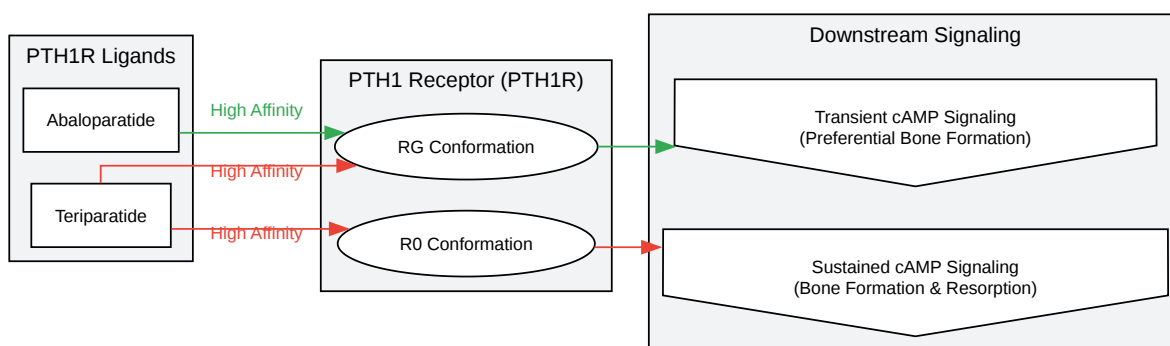 PTH1R Ligands
Abaloparatide
Teriparatide
High Affinity
High Affinity
High Affinity
PTH1 Receptor (PTH1R)
RG Conformation
R0 Conformation
Downstream Signaling
Transient cAMP Signaling
(Preferential Bone Formation)
Sustained cAMP Signaling
(Bone Formation & Resorption)